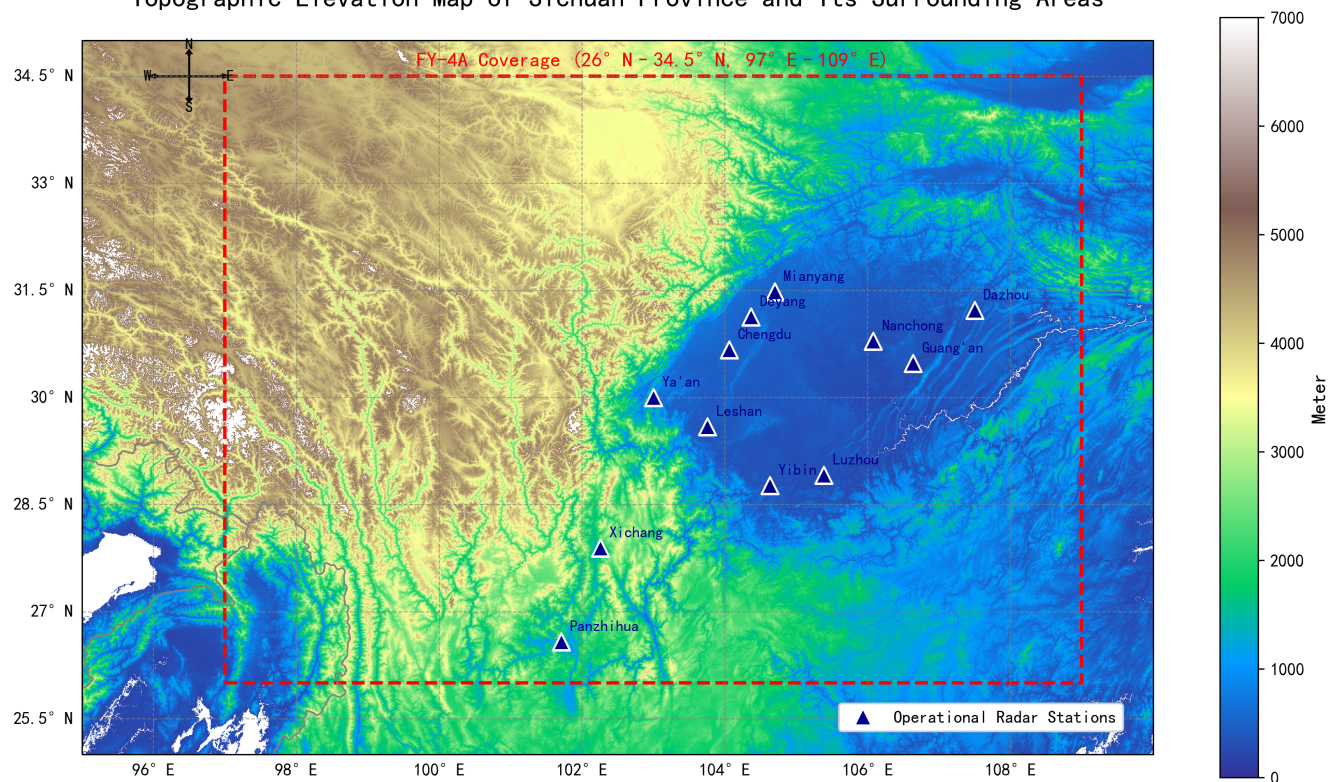 Topographic Elevation Map of Sichuan Province and Its Surrounding Areas
FY-4A Coverage (26° N–34.5° N, 97° E–109° E)
N
W E
S
34.5° N
33° N
31.5° N
30° N
28.5° N
27° N
25.5° N
Mianyang
Deyang
Dazhou
Nanchong
Chengdu
Guang'an
Ya'an
Leshan
Luzhou
Yibin
Xichang
Panzhihua
Operational Radar Stations
96° E 98° E 100° E 102° E 104° E 106° E 108° E
7000
6000
5000
4000
3000
2000
1000
0
Meter